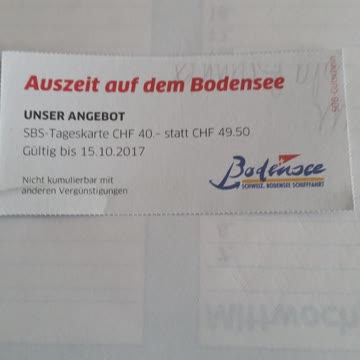 Auszeit auf dem Bodensee
UNSER ANGEBOT
SBS-Tageskarte CHF 40.– statt CHF 49.50
Gültig bis 15.10.2017
Nicht kumulierbar mit
anderen Vergünstigungen
Bodensee
SCHWEIZ. BODENSEE SCHIFFFAHRT
Mittwoch